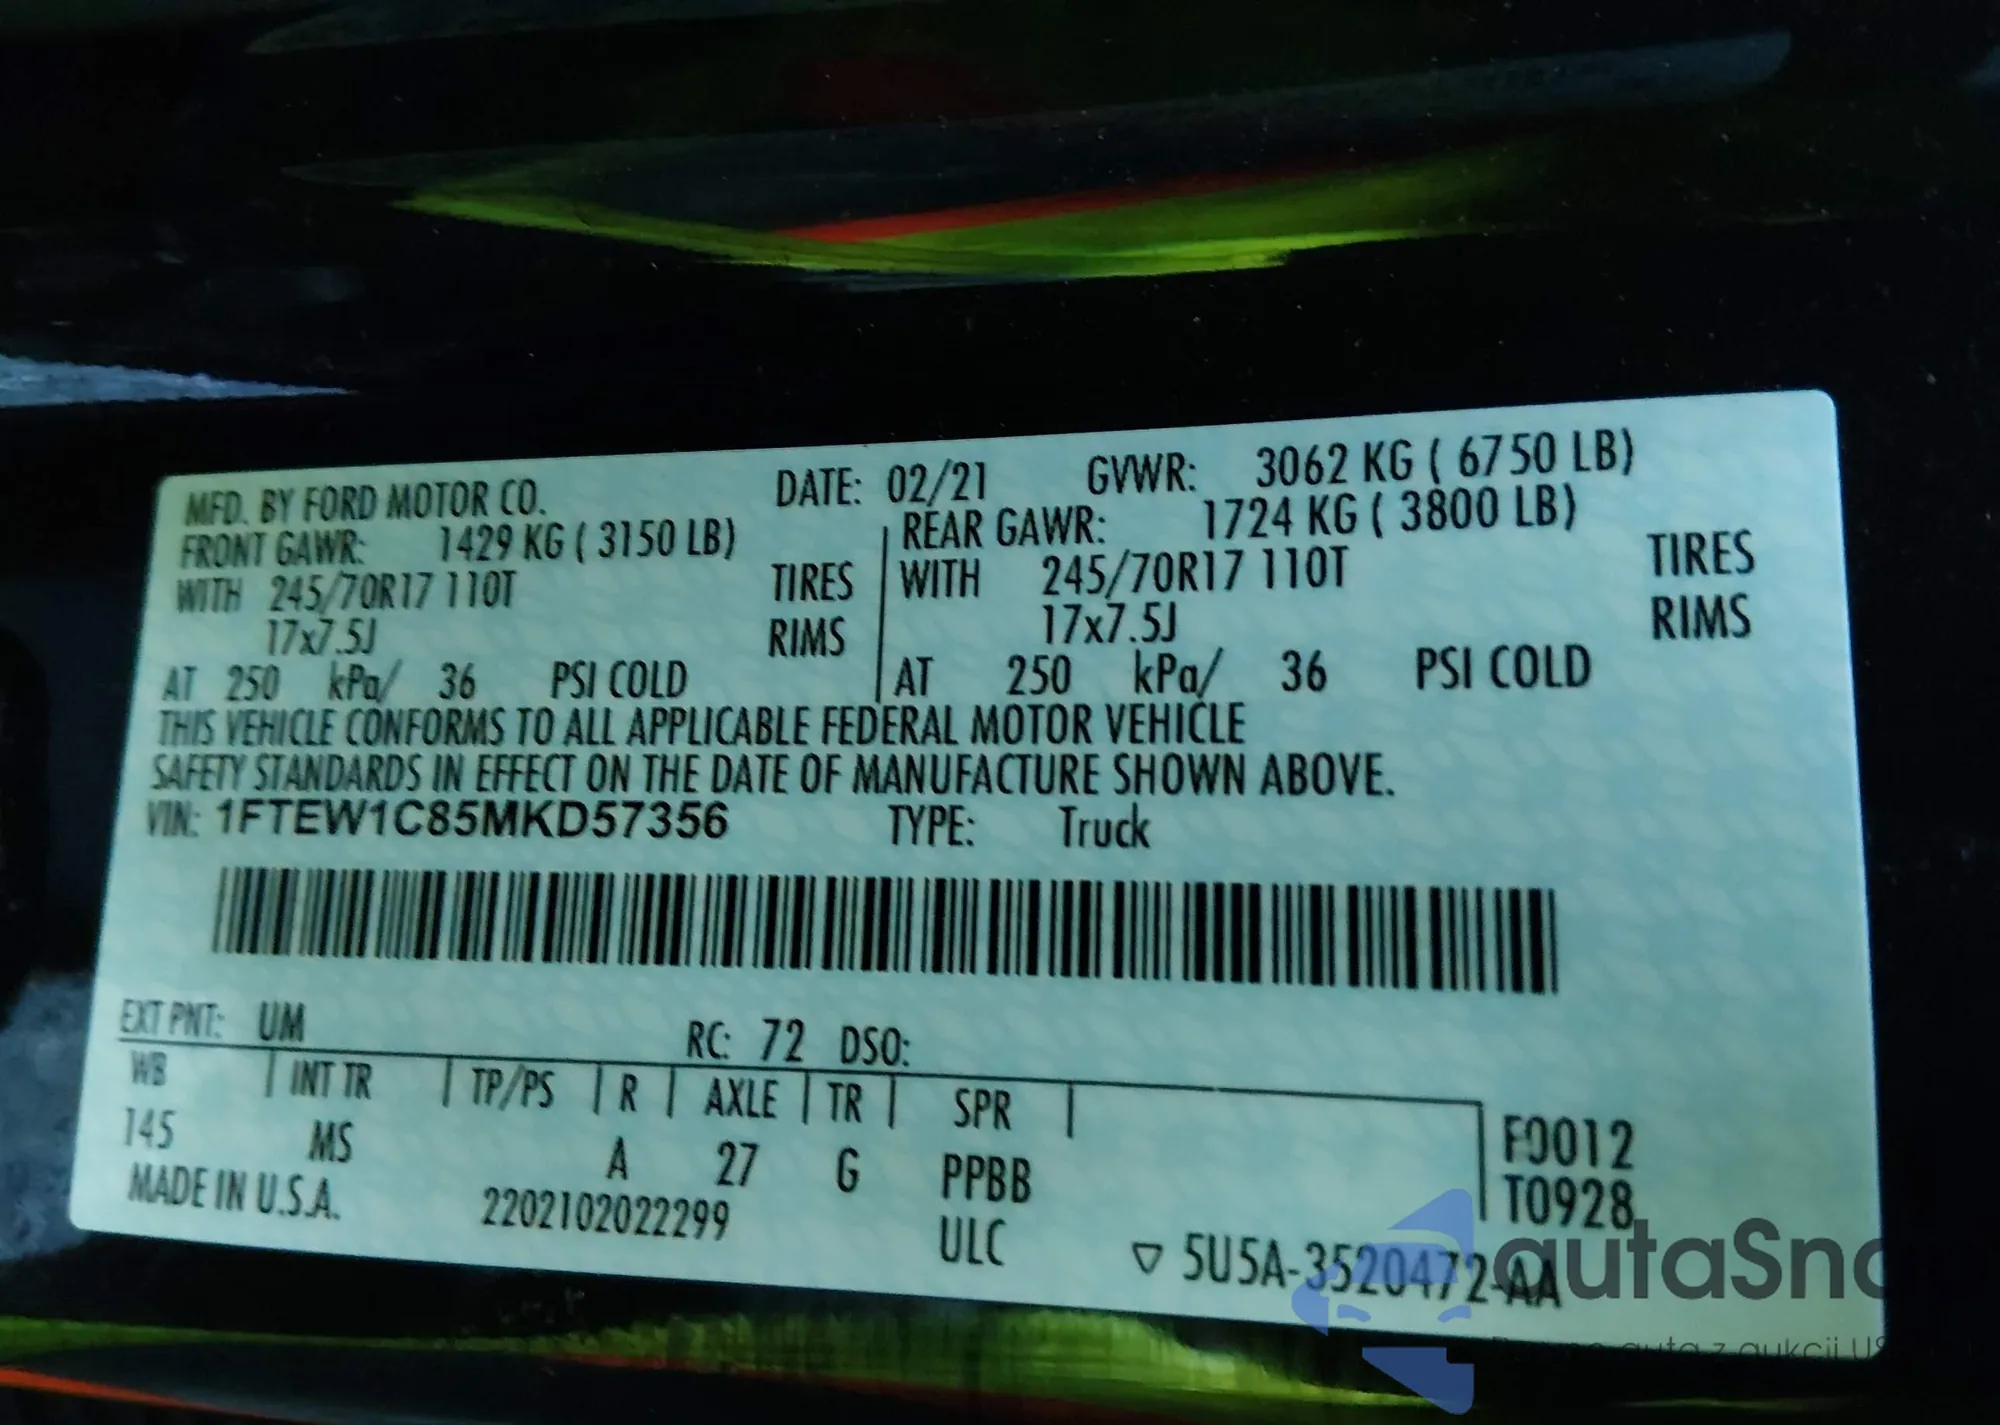 MFD. BY FORD MOTOR CO. DATE: 02/21 GVWR: 3062 KG ( 6750 LB)
FRONT GAWR: 1429 KG ( 3150 LB) REAR GAWR: 1724 KG ( 3800 LB)
WITH 245/70R17 110T TIRES WITH 245/70R17 110T TIRES
17x7.5J RIMS 17x7.5J RIMS
AT 250 kPa/ 36 PSI COLD AT 250 kPa/ 36 PSI COLD
THIS VEHICLE CONFORMS TO ALL APPLICABLE FEDERAL MOTOR VEHICLE
SAFETY STANDARDS IN EFFECT ON THE DATE OF MANUFACTURE SHOWN ABOVE.
VIN: 1FTEW1C85MKD57356 TYPE: Truck
EXT PNT: UM RC: 72 DSO:
WB INT TR TP/PS R AXLE TR SPR
145 MS A 27 G PPBB F0012
MADE IN U.S.A. 2202102022299 ULC T0928
▽ 5U5A-3520472-AA
autaSna
auta z aukcji US